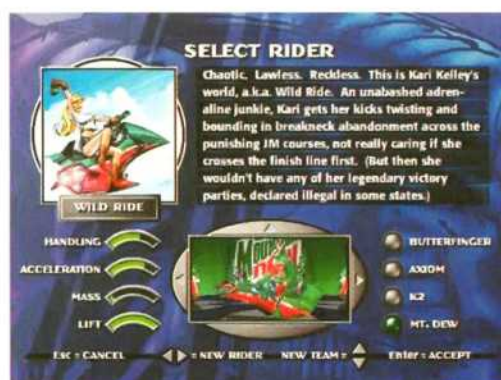 SELECT RIDER
Chaotic. Lawless. Reckless. This is Kari Kelley's
world, a.k.a. Wild Ride. An unabashed adren-
aline junkie, Kari gets her kicks twisting and
bounding in breakneck abandonment across the
punishing JM courses, not really caring if she
crosses the finish line first. (But then she
wouldn't have any of her legendary victory
parties, declared illegal in some states.)
WILD RIDE
HANDLING
ACCELERATION
MASS
LIFT
MOUNTAIN DEW
BUTTERFINGER
AXIOM
K2
MT. DEW
Esc = CANCEL
= NEW RIDER
NEW TEAM =
Enter = ACCEPT